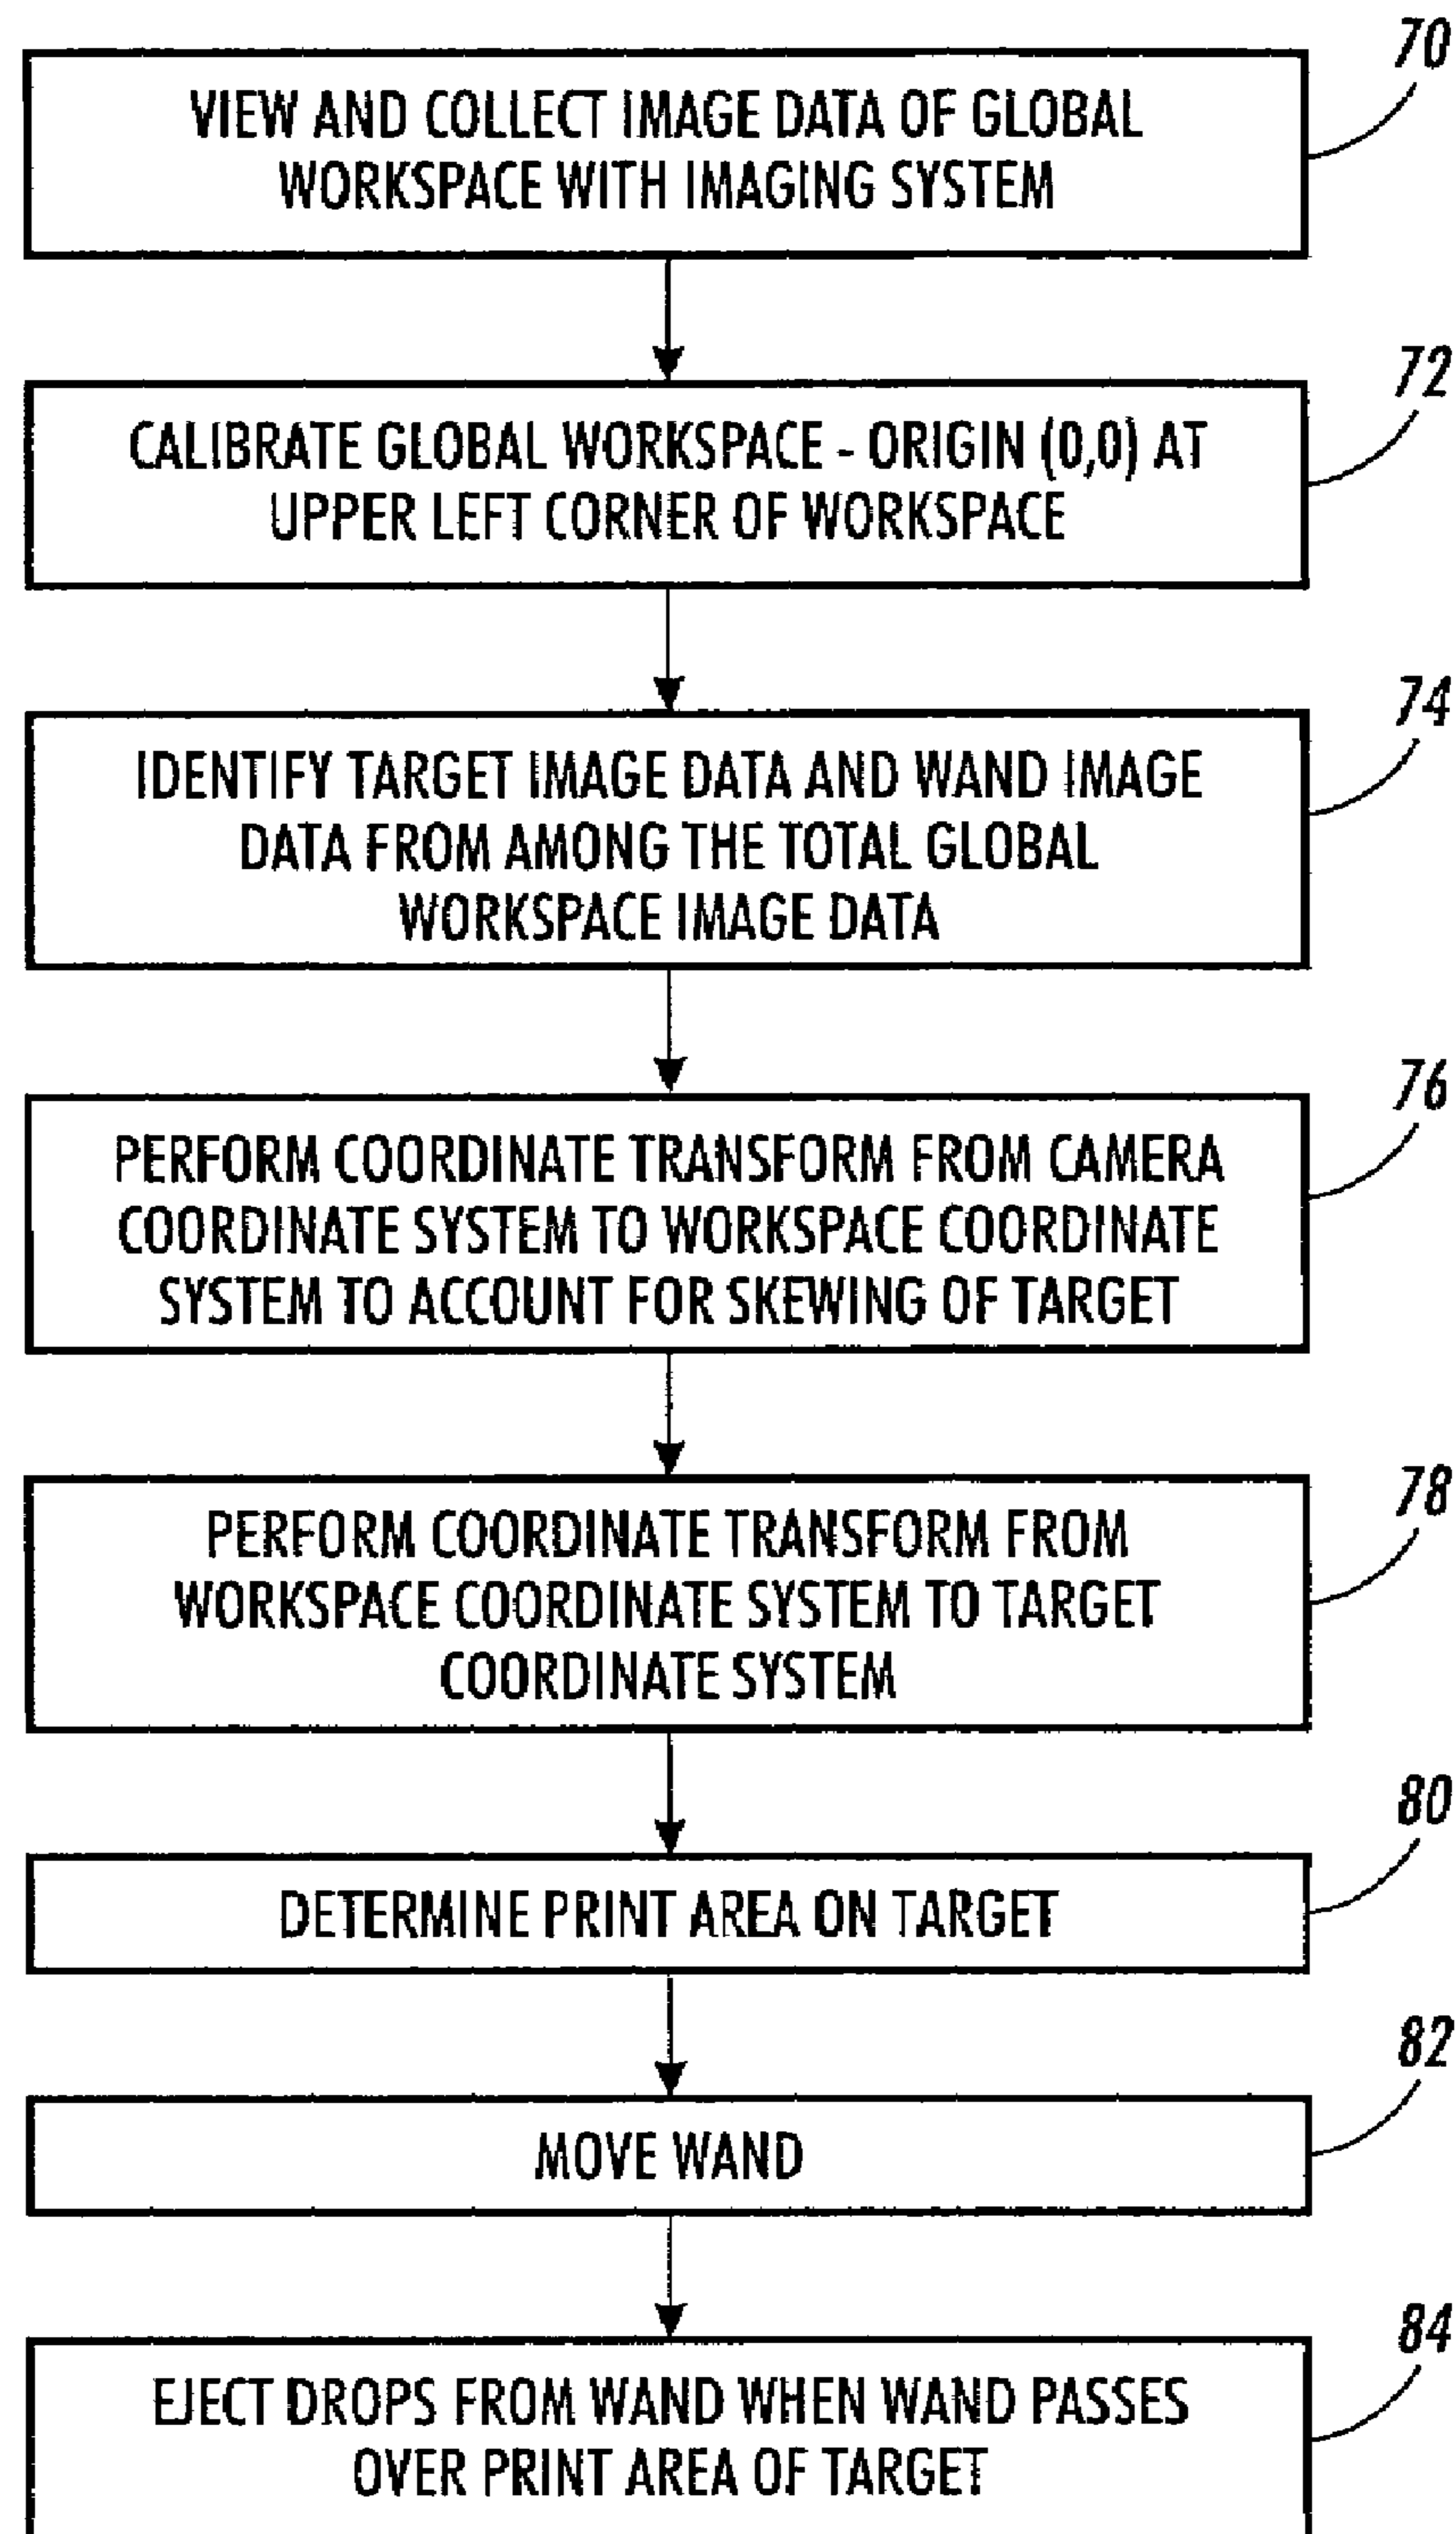 70
VIEW AND COLLECT IMAGE DATA OF GLOBAL
WORKSPACE WITH IMAGING SYSTEM
72
CALIBRATE GLOBAL WORKSPACE - ORIGIN (0,0) AT
UPPER LEFT CORNER OF WORKSPACE
74
IDENTIFY TARGET IMAGE DATA AND WAND IMAGE
DATA FROM AMONG THE TOTAL GLOBAL
WORKSPACE IMAGE DATA
76
PERFORM COORDINATE TRANSFORM FROM CAMERA
COORDINATE SYSTEM TO WORKSPACE COORDINATE
SYSTEM TO ACCOUNT FOR SKEWING OF TARGET
78
PERFORM COORDINATE TRANSFORM FROM
WORKSPACE COORDINATE SYSTEM TO TARGET
COORDINATE SYSTEM
80
DETERMINE PRINT AREA ON TARGET
82
MOVE WAND
84
EJECT DROPS FROM WAND WHEN WAND PASSES
OVER PRINT AREA OF TARGET